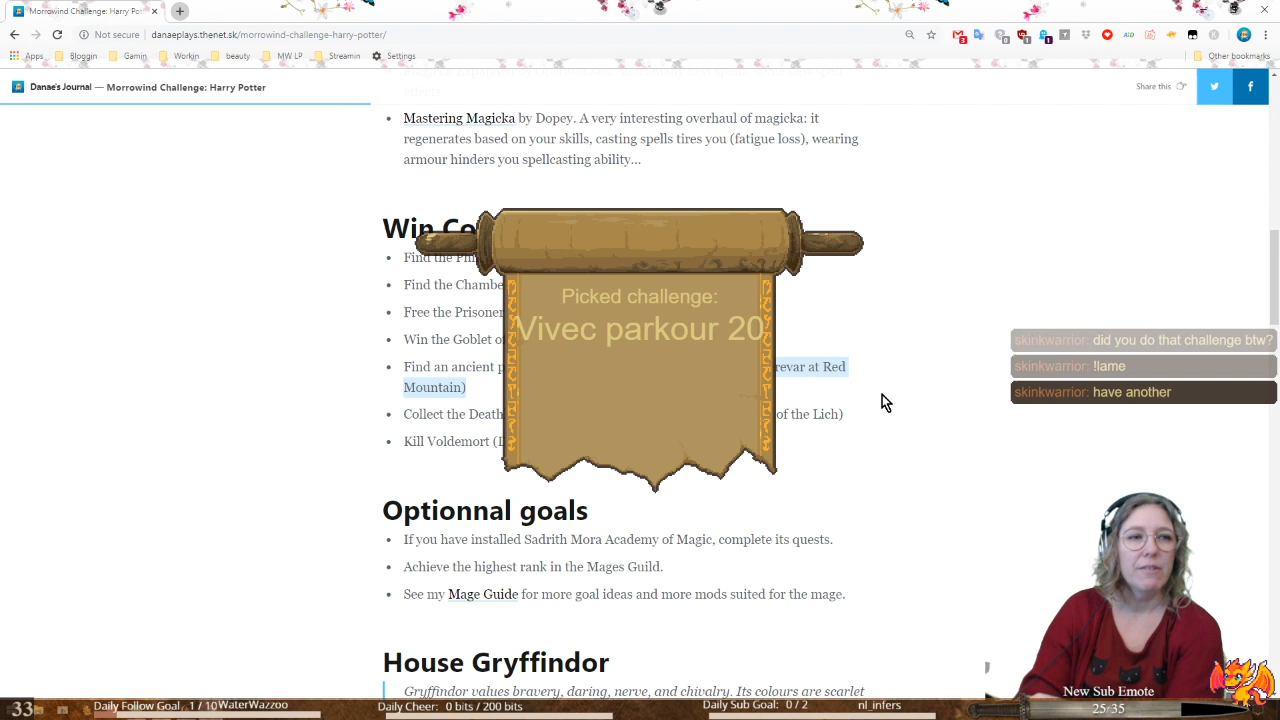 Morrowind Challenge: Harry Pot
Not secure | danaeplays.thenet.sk/morrowind-challenge-harry-potter/
Apps Bloggin Gamin Workin beauty MW LP Streamin Settings Other bookmarks
Danae's Journal — Morrowind Challenge: Harry Potter
Share this
effects.
Mastering Magicka by Dopey. A very interesting overhaul of magicka: it
regenerates based on your skills, casting spells tires you (fatigue loss), wearing
armour hinders you spellcasting ability…
Win Co
Find the Ph
Find the Chambe
Free the Prisoner
Win the Goblet o
Find an ancient p revar at Red
Mountain)
Collect the Death of the Lich)
Kill Voldemort (
Picked challenge:
Vivec parkour 20
skinkwarrior: did you do that challenge btw?
skinkwarrior: !lame
skinkwarrior: have another
Optionnal goals
If you have installed Sadrith Mora Academy of Magic, complete its quests.
Achieve the highest rank in the Mages Guild.
See my Mage Guide for more goal ideas and more mods suited for the mage.
House Gryffindor
Gryffindor values bravery, daring, nerve, and chivalry. Its colours are scarlet
New Sub Emote
25/35
33
Daily Follow Goal 1 / 10 WaterWazzoo
Daily Cheer: 0 bits / 200 bits
Daily Sub Goal: 0 / 2
nl_infers